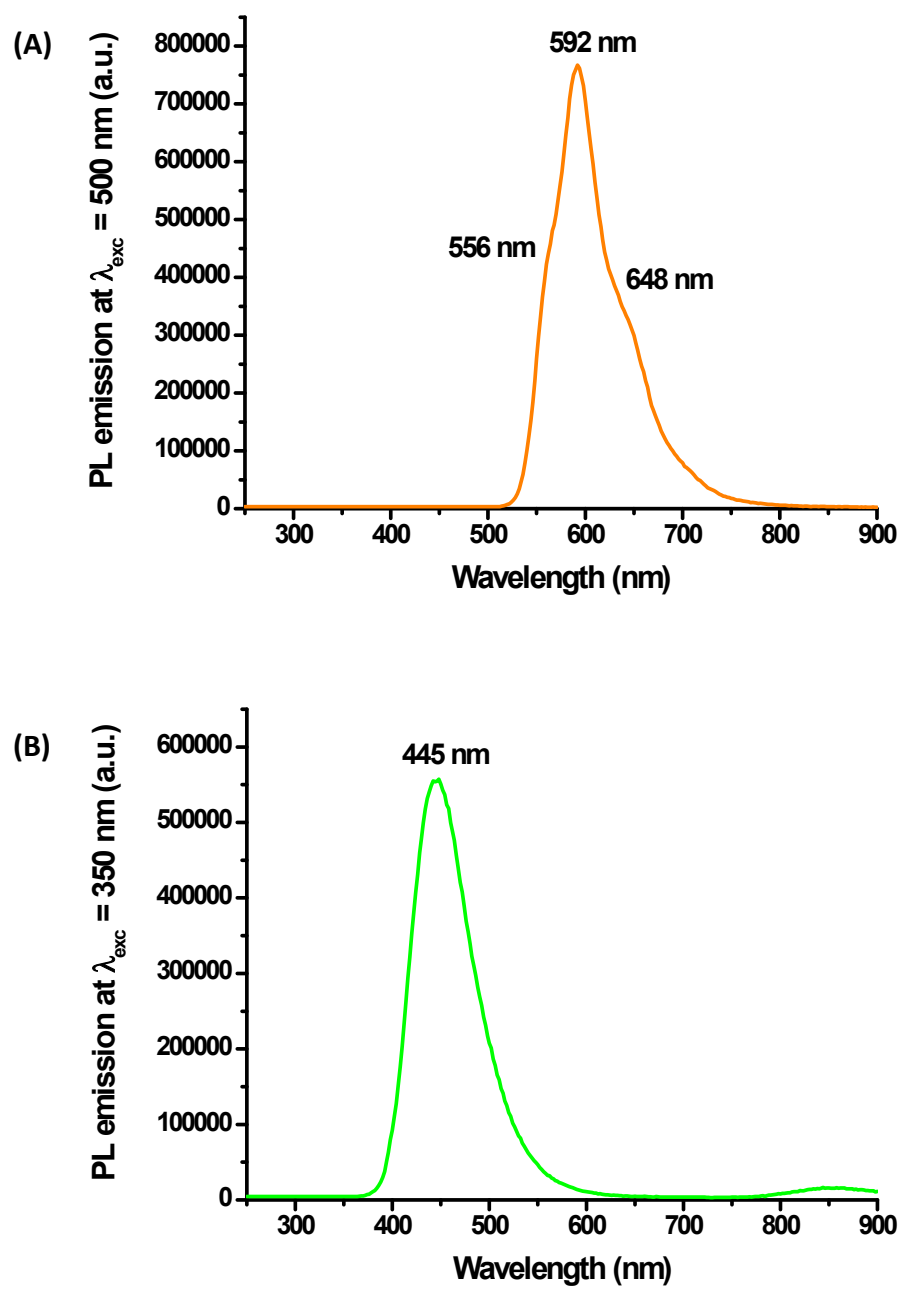 (A)
PL emission at λexc = 500 nm (a.u.)
800000
700000
600000
500000
400000
300000
200000
100000
0
592 nm
556 nm
648 nm
300 400 500 600 700 800 900
Wavelength (nm)
(B)
PL emission at λexc = 350 nm (a.u.)
600000
500000
400000
300000
200000
100000
0
445 nm
300 400 500 600 700 800 900
Wavelength (nm)